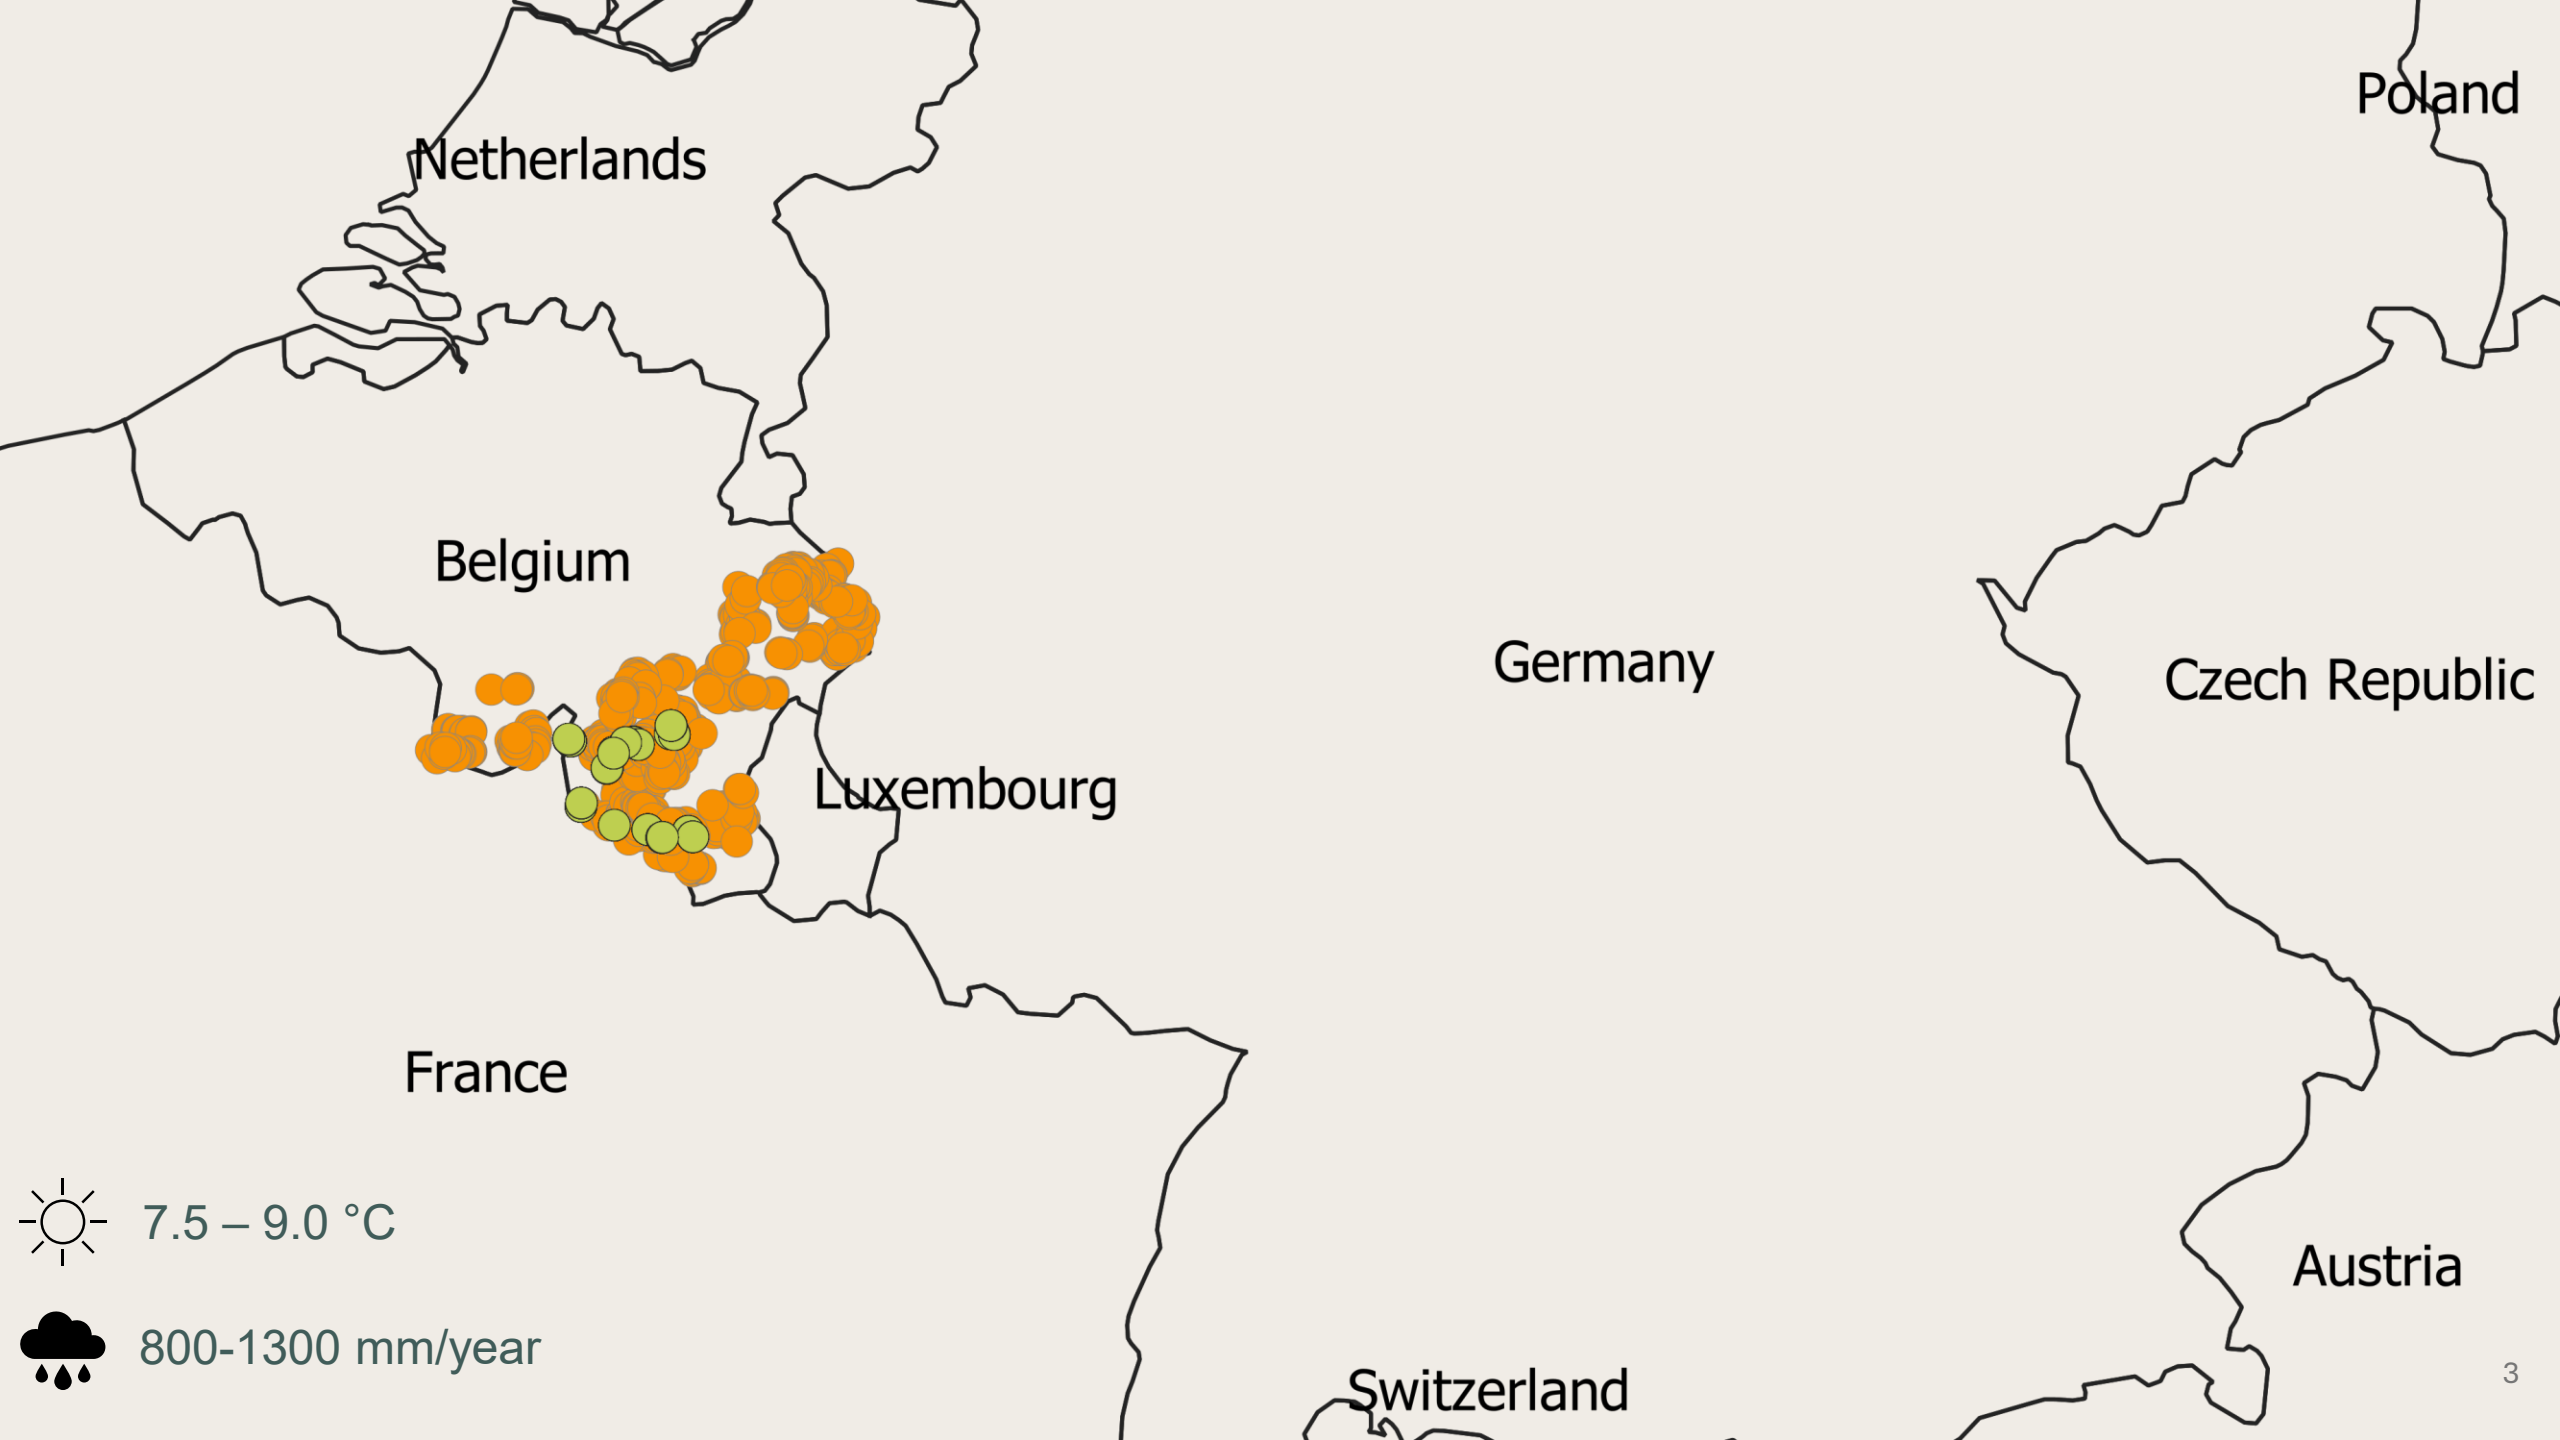 Poland
Netherlands
Belgium
Germany
Czech Republic
Luxembourg
France
7.5 – 9.0 °C
Austria
800-1300 mm/year
Switzerland
3